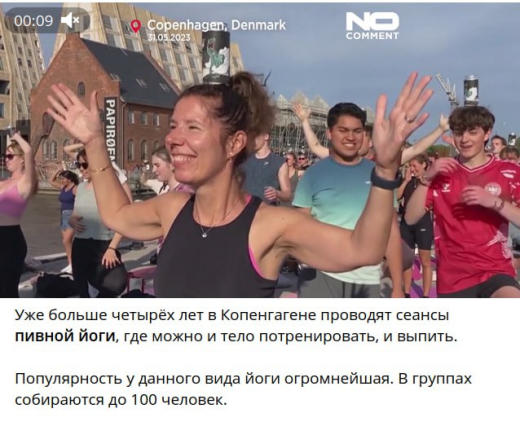 00:09
Copenhagen, Denmark
31.05.2023
NO
COMMENT
PAPIRØEN
Уже больше четырёх лет в Копенгагене проводят сеансы
пивной йоги, где можно и тело потренировать, и выпить.
Популярность у данного вида йоги огромнейшая. В группах
собираются до 100 человек.